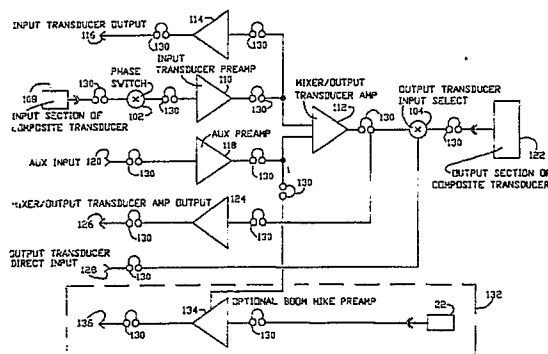 INPUT TRANSDUCER OUTPUT
114
116
130
130
INPUT
TRANSDUCER PREAMP
110
PHASE
SWITCH
108
130
102
130
130
INPUT SECTION OF
COMPOSITE TRANSDUCER
MIXER/OUTPUT
TRANSDUCER AMP
112
130
OUTPUT TRANSDUCER
INPUT SELECT
104
130
122
OUTPUT SECTION OF
COMPOSITE TRANSDUCER
AUX PREAMP
118
AUX INPUT
120
130
130
130
124
MIXER/OUTPUT TRANSDUCER AMP OUTPUT
126
130
130
OUTPUT TRANSDUCER
DIRECT INPUT
128
130
OPTIONAL BOOM MIKE PREAMP
132
134
22
136
130
130